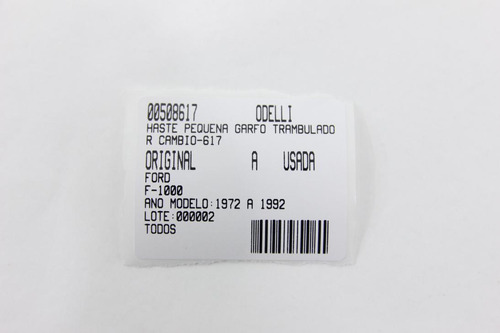 00508617 ODELLI
HASTE PEQUENA GARFO TRAMBULADO
R CAMBIO-617
ORIGINAL A USADA
FORD
F-1000
ANO MODELO:1972 A 1992
LOTE:000002
TODOS